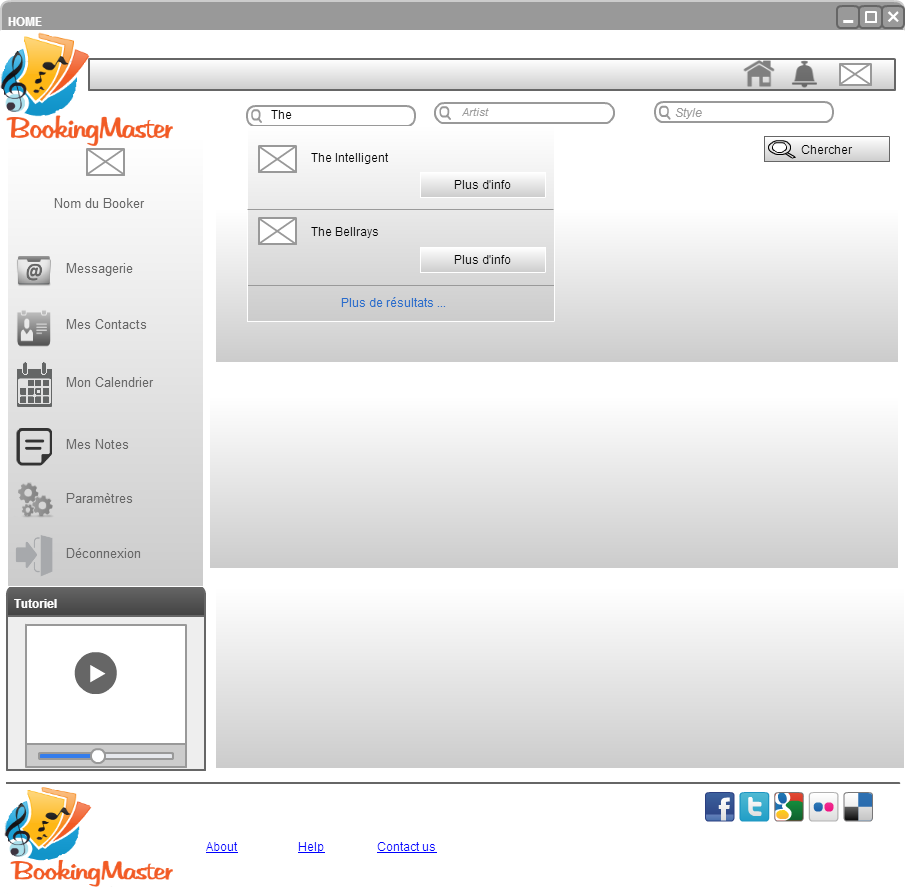 HOME
BookingMaster
The
Artist
Style
Chercher
The Intelligent
Plus d'info
The Bellrays
Plus d'info
Plus de résultats ...
Nom du Booker
@ Messagerie
Mes Contacts
Mon Calendrier
Mes Notes
Paramètres
Déconnexion
Tutoriel
BookingMaster
About Help Contact us
f t g